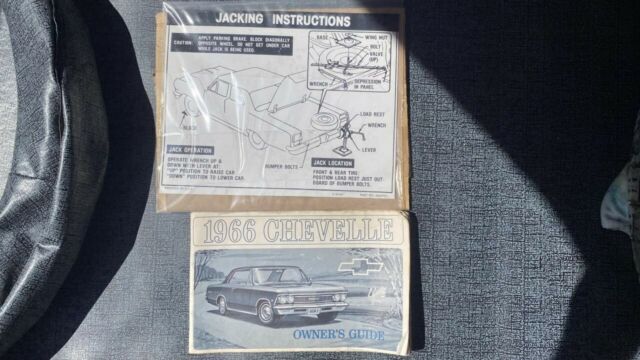 JACKING INSTRUCTIONS
CAUTION:
APPLY PARKING BRAKE. BLOCK DIAGONALLY
OPPOSITE WHEEL. DO NOT GET UNDER CAR
WHILE JACK IS BEING USED.
BASE
WING NUT
BOLT
VALVE
(UP)
WRENCH
DEPRESSION
IN PANEL
BLOCK
LOAD REST
WRENCH
LEVER
JACK OPERATION
OPERATE WRENCH UP &
DOWN WITH LEVER AT:
"UP" POSITION TO RAISE CAR
"DOWN" POSITION TO LOWER CAR
BUMPER BOLTS
JACK LOCATION
FRONT & REAR TIRE:
POSITION LOAD REST JUST OUT
BOARD OF BUMPER BOLTS.
1966 CHEVELLE
OWNER'S GUIDE